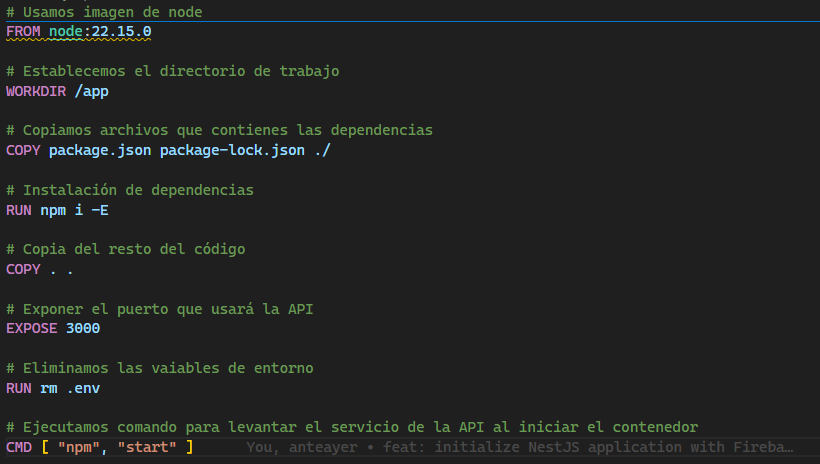 # Usamos imagen de node
FROM node:22.15.0
# Establecemos el directorio de trabajo
WORKDIR /app
# Copiamos archivos que contienes las dependencias
COPY package.json package-lock.json ./
# Instalación de dependencias
RUN npm i -E
# Copia del resto del código
COPY . .
# Exponer el puerto que usará la API
EXPOSE 3000
# Eliminamos las vaiables de entorno
RUN rm .env
# Ejecutamos comando para levantar el servicio de la API al iniciar el contenedor
CMD [ "npm", "start" ] You, anteayer • feat: initialize NestJS application with Fireba…